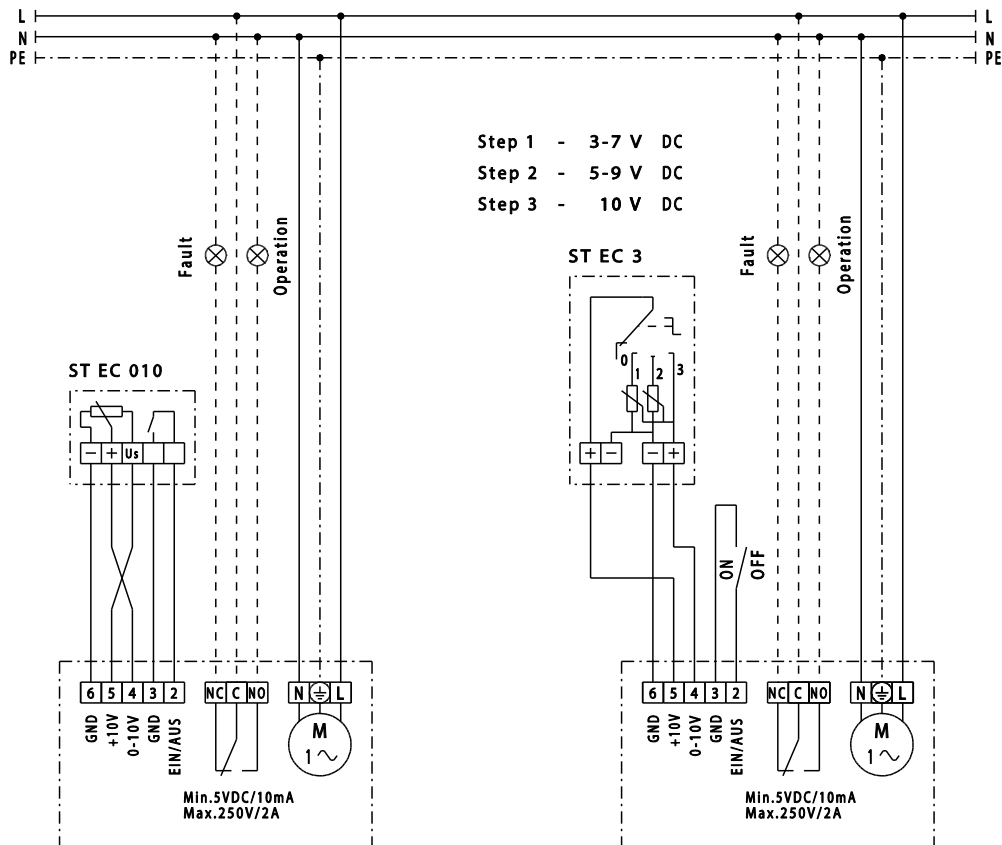 L
L
N
N
PE
PE
Step 1 - 3-7 V DC
Step 2 - 5-9 V DC
Step 3 - 10 V DC
Fault
Operation
Fault
Operation
ST EC 3
0
1
2
3
+ −
− +
ST EC 010
− + Us
ON
OFF
6 5 4 3 2
NC C NO
N L
GND
+10V
0-10V
GND
EIN/AUS
M
1~
Min.5VDC/10mA
Max.250V/2A
6 5 4 3 2
NC C NO
N L
GND
+10V
0-10V
GND
EIN/AUS
M
1~
Min.5VDC/10mA
Max.250V/2A